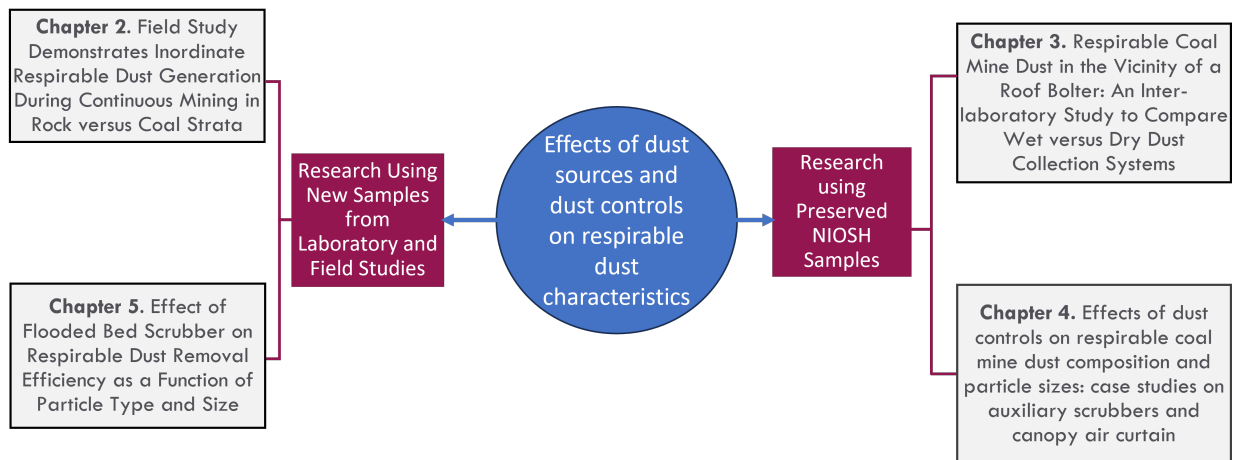 Chapter 2. Field Study
Demonstrates Inordinate
Respirable Dust Generation
During Continuous Mining in
Rock versus Coal Strata
Chapter 5. Effect of
Flooded Bed Scrubber on
Respirable Dust Removal
Efficiency as a Function of
Particle Type and Size
Research Using
New Samples
from
Laboratory and
Field Studies
Effects of dust
sources and
dust controls
on respirable
dust
characteristics
Research
using
Preserved
NIOSH
Samples
Chapter 3. Respirable Coal
Mine Dust in the Vicinity of a
Roof Bolter: An Inter-
laboratory Study to Compare
Wet versus Dry Dust
Collection Systems
Chapter 4. Effects of dust
controls on respirable coal
mine dust composition and
particle sizes: case studies on
auxiliary scrubbers and
canopy air curtain